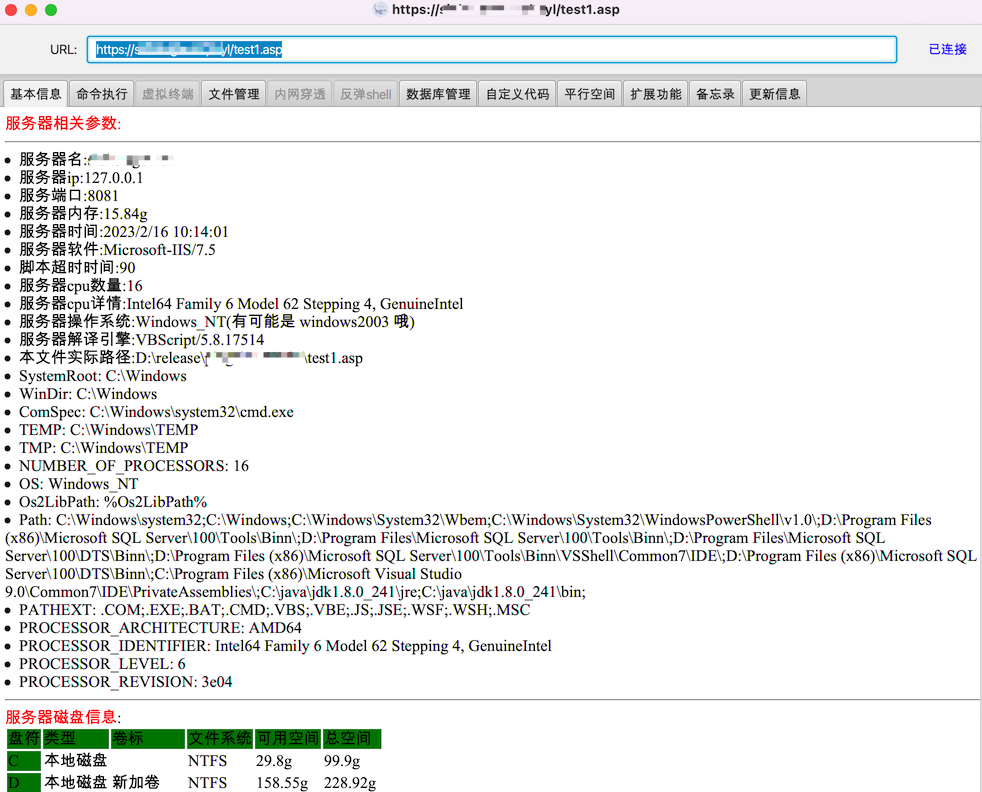 https://s yl/test1.asp
URL: https://s yl/test1.asp 已连接
基本信息 命令执行 虚拟终端 文件管理 内网穿透 反弹shell 数据库管理 自定义代码 平行空间 扩展功能 备忘录 更新信息
服务器相关参数:
● 服务器名:
● 服务器ip:127.0.0.1
● 服务端口:8081
● 服务器内存:15.84g
● 服务器时间:2023/2/16 10:14:01
● 服务器软件:Microsoft-IIS/7.5
● 脚本超时时间:90
● 服务器cpu数量:16
● 服务器cpu详情:Intel64 Family 6 Model 62 Stepping 4, GenuineIntel
● 服务器操作系统:Windows_NT(有可能是 windows2003 哦)
● 服务器解译引擎:VBScript/5.8.17514
● 本文件实际路径:D:\release\ \test1.asp
● SystemRoot: C:\Windows
● WinDir: C:\Windows
● ComSpec: C:\Windows\system32\cmd.exe
● TEMP: C:\Windows\TEMP
● TMP: C:\Windows\TEMP
● NUMBER_OF_PROCESSORS: 16
● OS: Windows_NT
● Os2LibPath: %Os2LibPath%
● Path: C:\Windows\system32;C:\Windows;C:\Windows\System32\Wbem;C:\Windows\System32\WindowsPowerShell\v1.0\;D:\Program Files
(x86)\Microsoft SQL Server\100\Tools\Binn\;D:\Program Files\Microsoft SQL Server\100\Tools\Binn\;D:\Program Files\Microsoft SQL
Server\100\DTS\Binn\;D:\Program Files (x86)\Microsoft SQL Server\100\Tools\Binn\VSShell\Common7\IDE\;D:\Program Files (x86)\Microsoft SQL
Server\100\DTS\Binn\;C:\Program Files (x86)\Microsoft Visual Studio
9.0\Common7\IDE\PrivateAssemblies\;C:\java\jdk1.8.0_241\jre;C:\java\jdk1.8.0_241\bin;
● PATHEXT: .COM;.EXE;.BAT;.CMD;.VBS;.VBE;.JS;.JSE;.WSF;.WSH;.MSC
● PROCESSOR_ARCHITECTURE: AMD64
● PROCESSOR_IDENTIFIER: Intel64 Family 6 Model 62 Stepping 4, GenuineIntel
● PROCESSOR_LEVEL: 6
● PROCESSOR_REVISION: 3e04
服务器磁盘信息:
盘符 类型 卷标 文件系统 可用空间 总空间
C 本地磁盘 NTFS 29.8g 99.9g
D 本地磁盘 新加卷 NTFS 158.55g 228.92g